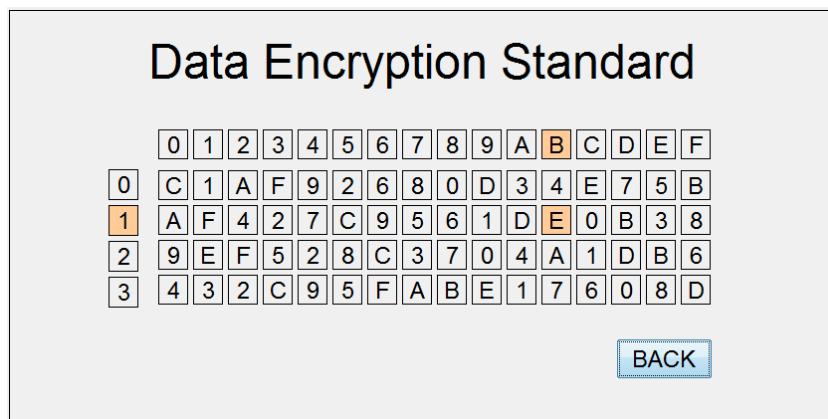 Data Encryption Standard
0 1 2 3 4 5 6 7 8 9 A B C D E F
0 C 1 A F 9 2 6 8 0 D 3 4 E 7 5 B
1 A F 4 2 7 C 9 5 6 1 D E 0 B 3 8
2 9 E F 5 2 8 C 3 7 0 4 A 1 D B 6
3 4 3 2 C 9 5 F A B E 1 7 6 0 8 D
BACK